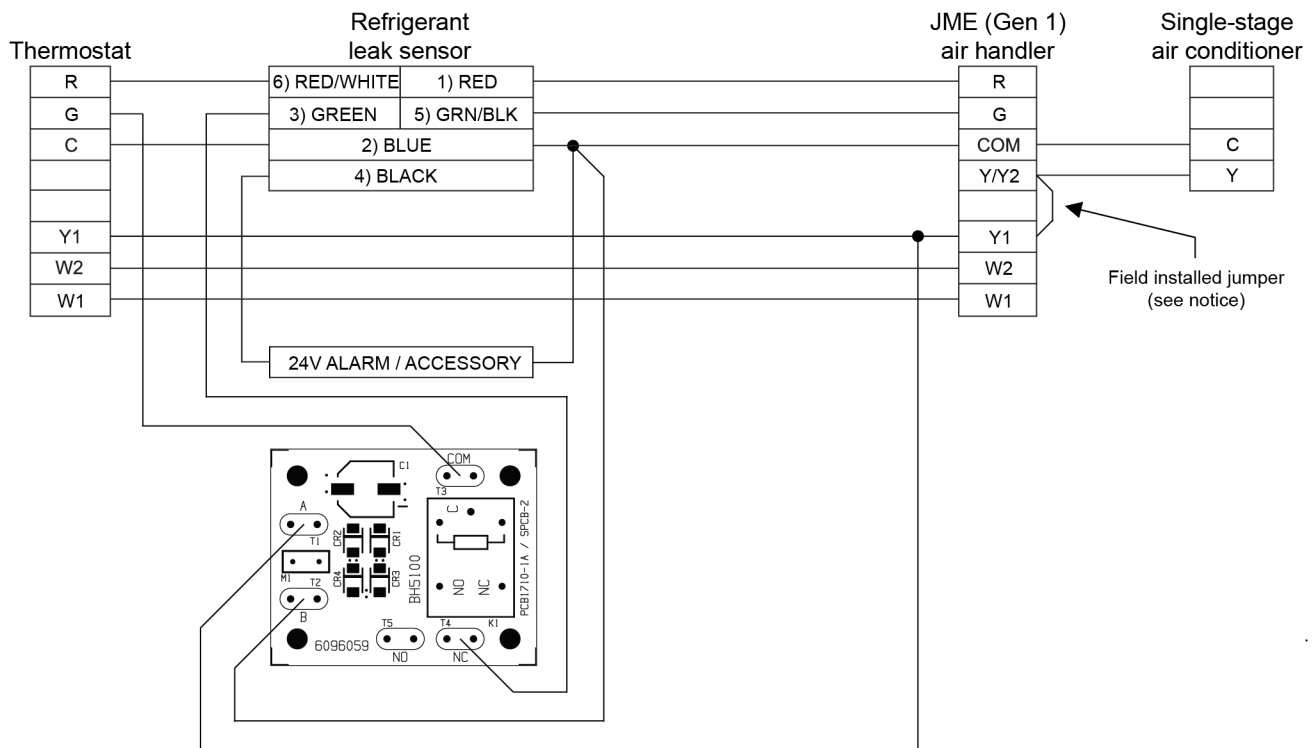 Refrigerant
leak sensor
JME (Gen 1)
air handler
Single-stage
air conditioner
Thermostat
R
G
C
Y1
W2
W1
6) RED/WHITE
1) RED
3) GREEN
5) GRN/BLK
2) BLUE
4) BLACK
R
G
COM
Y/Y2
Y1
W2
W1
C
Y
Field installed jumper
(see notice)
24V ALARM / ACCESSORY
COM
T3
C1
A
T1
M1
T2
B
CR2
CR1
CR4
CR3
BH5100
C
NO
NC
PCB1710-1A / SPCB-2
6096059
T5
NO
T4
K1
NC